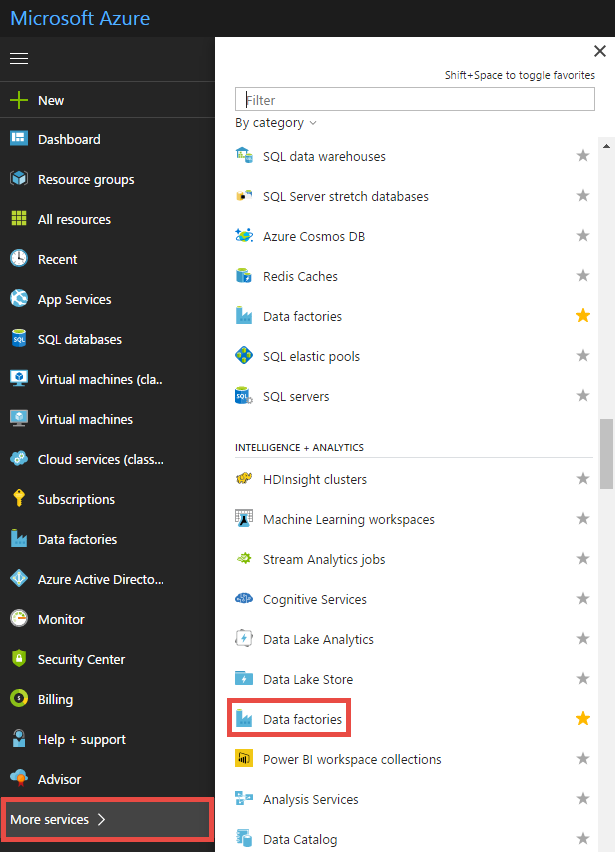 Microsoft Azure
New
Dashboard
Resource groups
All resources
Recent
App Services
SQL databases
Virtual machines (cla..
Virtual machines
Cloud services (class...
Subscriptions
Data factories
Azure Active Directo...
Monitor
Security Center
Billing
Help + support
Advisor
More services
Shift+Space to toggle favorites
Filter
By category
SQL data warehouses
SQL Server stretch databases
Azure Cosmos DB
Redis Caches
Data factories
SQL elastic pools
SQL servers
INTELLIGENCE + ANALYTICS
HDInsight clusters
Machine Learning workspaces
Stream Analytics jobs
Cognitive Services
Data Lake Analytics
Data Lake Store
Data factories
Power BI workspace collections
Analysis Services
Data Catalog